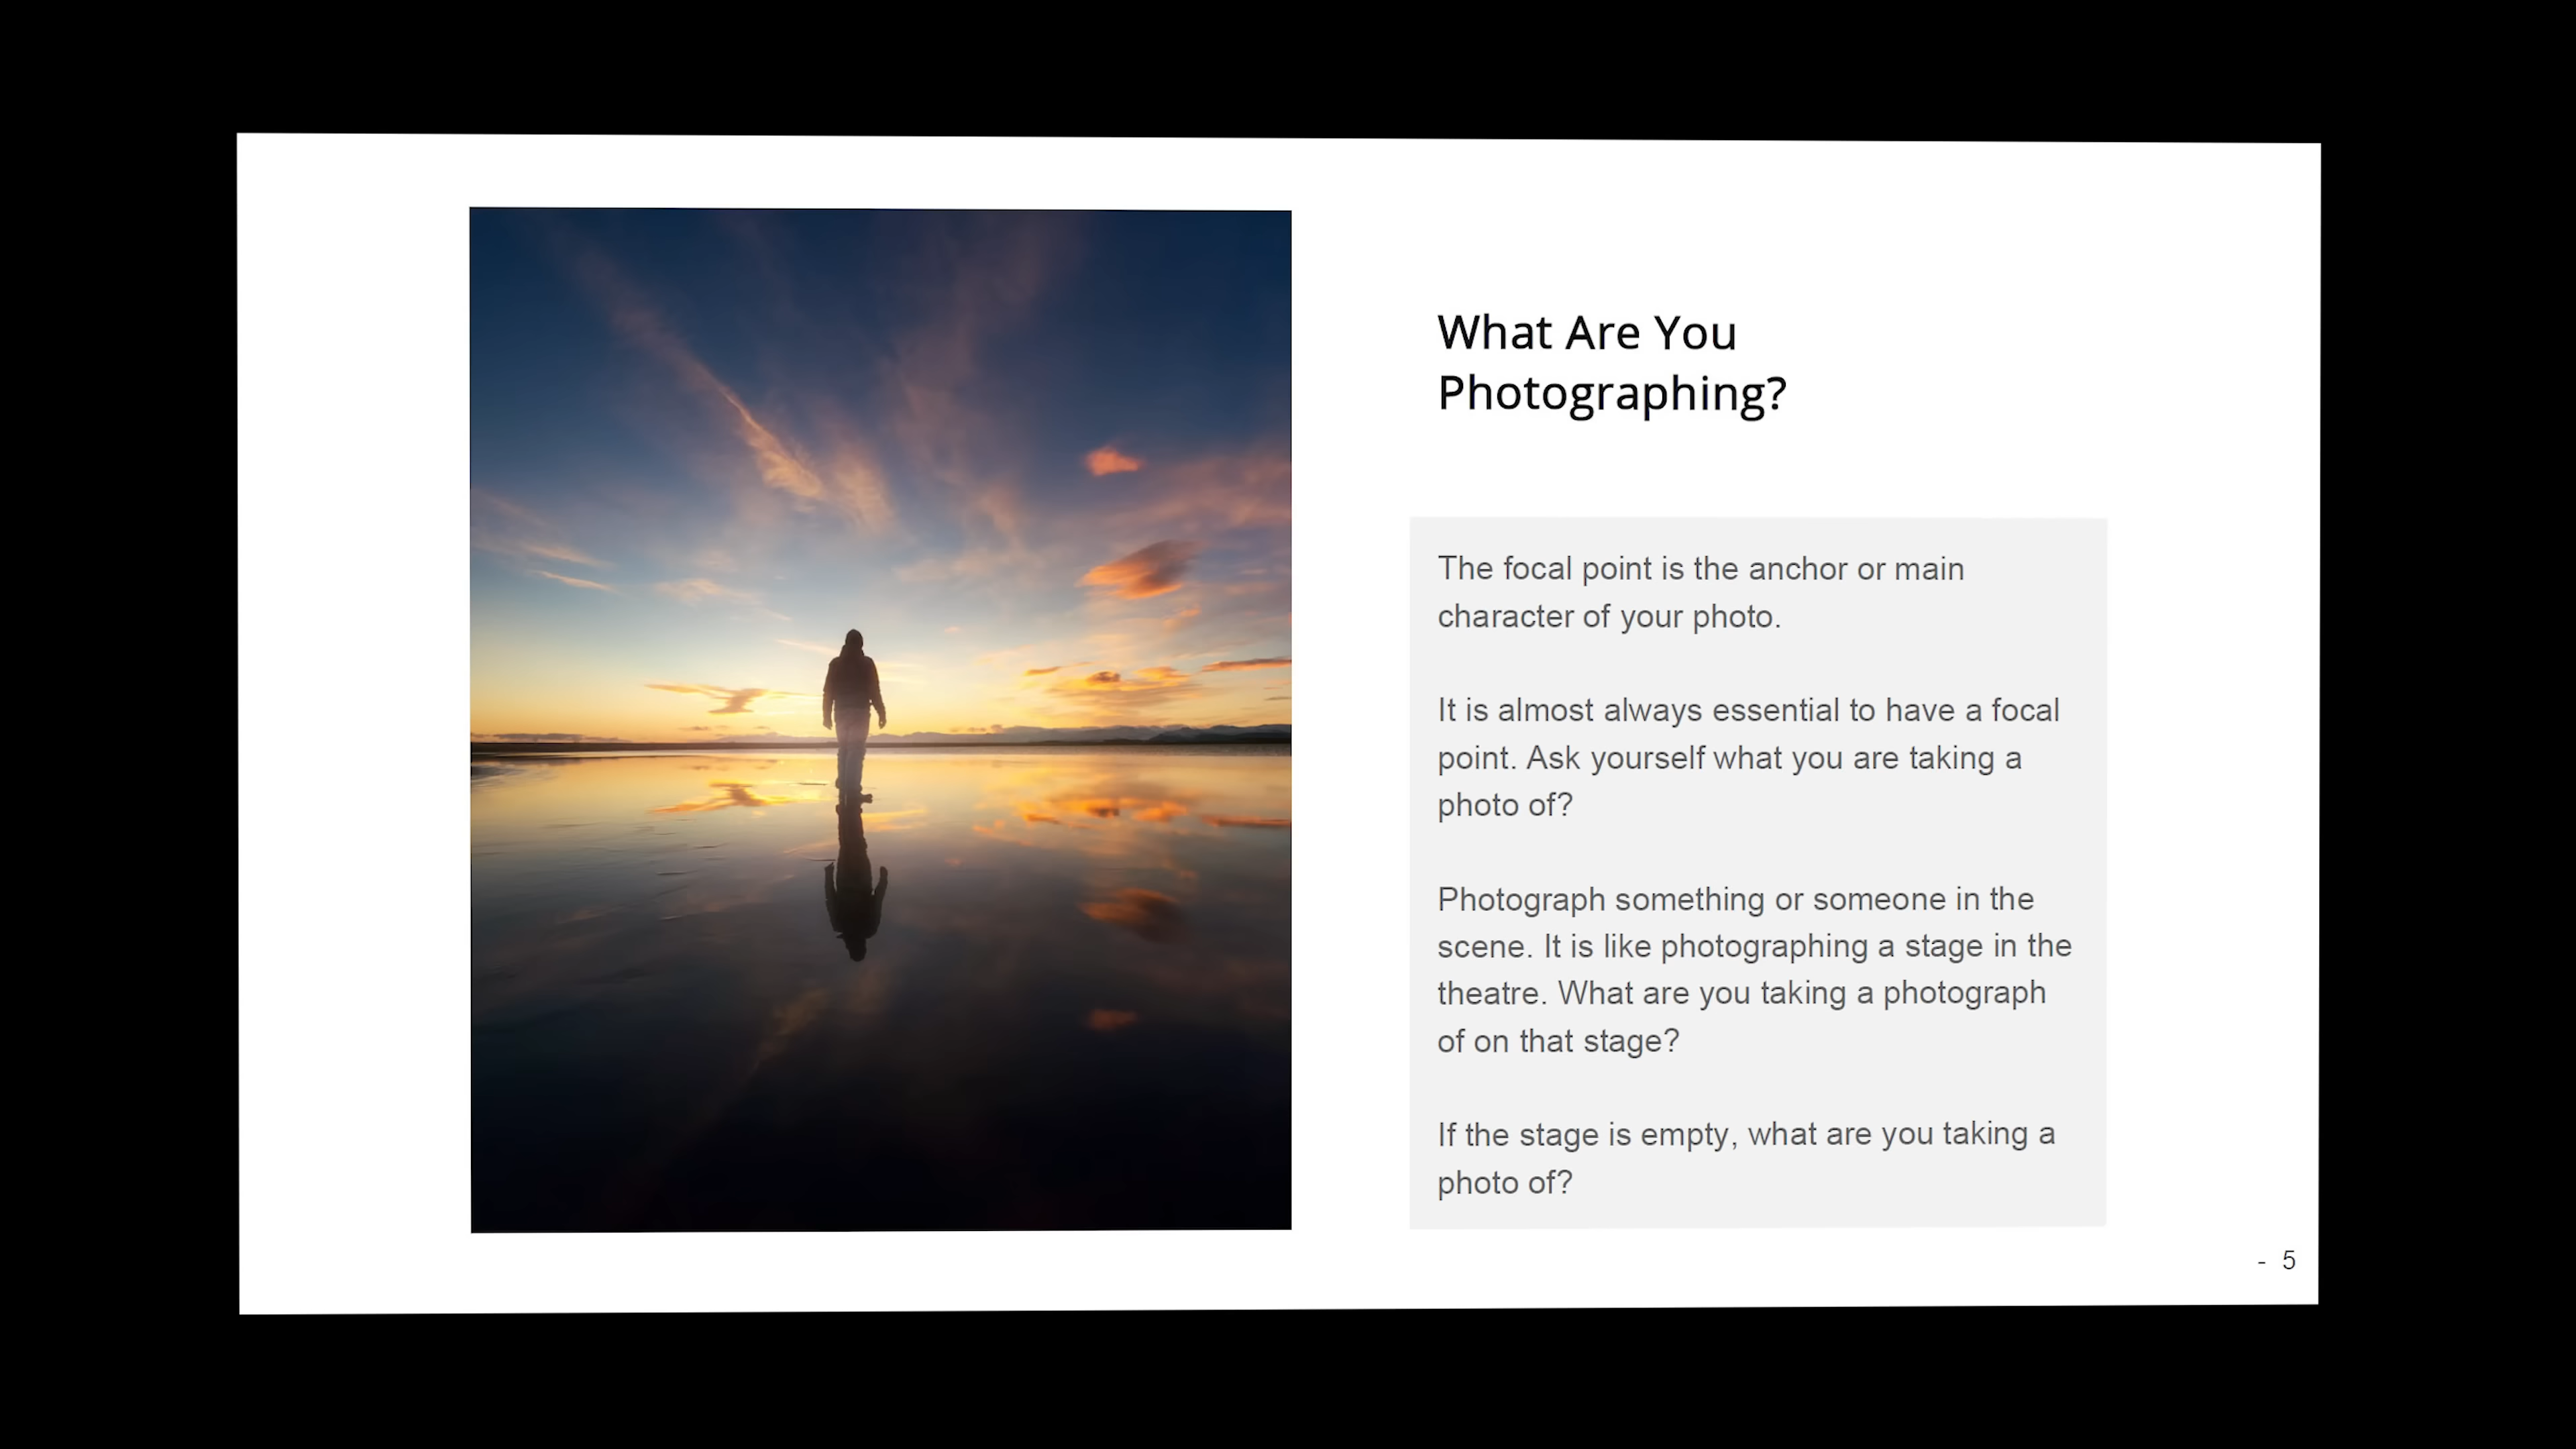 What Are You
Photographing?
The focal point is the anchor or main
character of your photo.
It is almost always essential to have a focal
point. Ask yourself what you are taking a
photo of?
Photograph something or someone in the
scene. It is like photographing a stage in the
theatre. What are you taking a photograph
of on that stage?
If the stage is empty, what are you taking a
photo of?
- 5